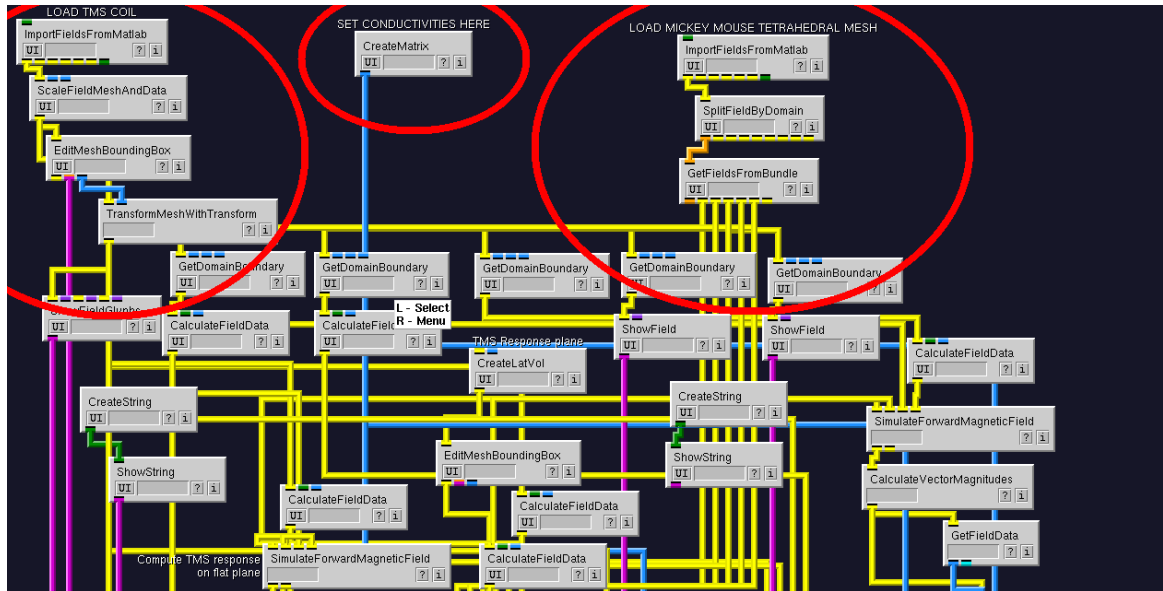 LOAD TMS COIL
ImportFieldsFromMatlab
UI ? i
ScaleFieldMeshAndData
UI ? i
EditMeshBoundingBox
UI ? i
TransformMeshWithTransform
? i
SET CONDUCTIVITIES HERE
CreateMatrix
UI ? i
LOAD MICKEY MOUSE TETRAHEDRAL MESH
ImportFieldsFromMatlab
UI ? i
SplitFieldByDomain
UI ? i
GetFieldsFromBundle
UI ? i
GetDomainBoundary
UI ? i
GetDomainBoundary
UI ? i
GetDomainBoundary
UI ? i
GetDomainBoundary
UI ? i
GetDomainBoundary
UI ? i
ShowFieldGlyphs
UI ? i
CalculateFieldData
UI ? i
CalculateFiel
UI ? i
L - Select
R - Menu
ShowField
UI ? i
ShowField
UI ? i
TMS Response plane
CreateLatVol
UI ? i
CalculateFieldData
UI ? i
CreateString
UI ? i
CreateString
UI ? i
SimulateForwardMagneticField
? i
ShowString
UI ? i
EditMeshBoundingBox
UI ? i
ShowString
UI ? i
CalculateVectorMagnitudes
? i
CalculateFieldData
UI ? i
CalculateFieldData
UI ? i
GetFieldData
? i
Compute TMS response
on flat plane
SimulateForwardMagneticField
? i
CalculateFieldData
UI ? i